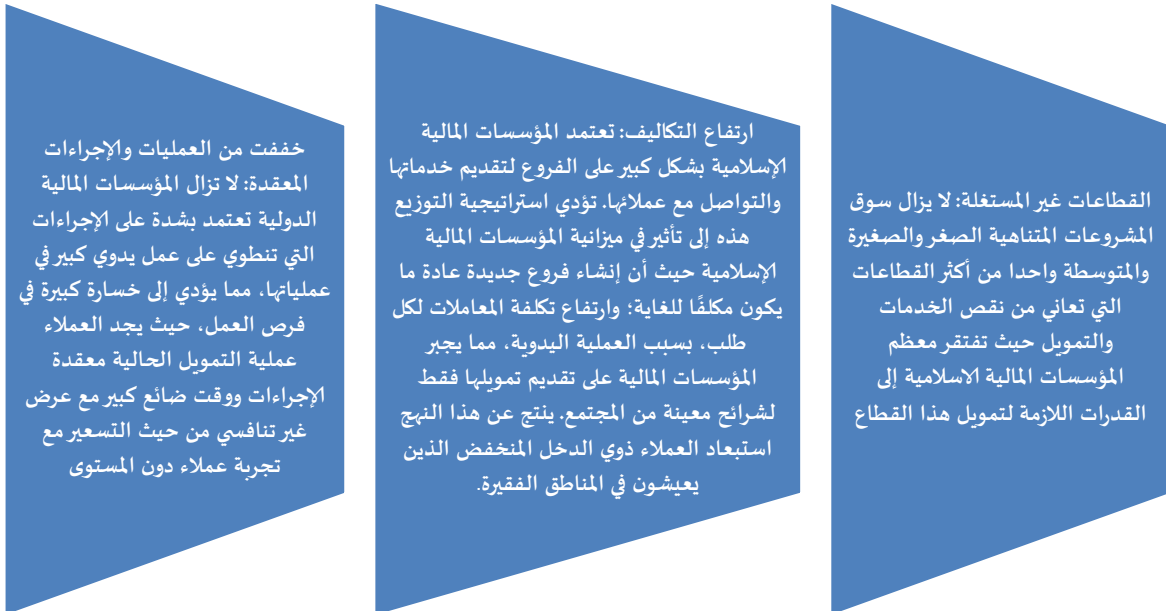 القطاعات غير المستغلة: لا يزال سوق
المشروعات المتناهية الصغر والصغيرة
والمتوسطة واحدا من أكثر القطاعات
التي تعاني من نقص الخدمات
والتمويل حيث تفتقر معظم
المؤسسات المالية الاسلامية إلى
القدرات اللازمة لتمويل هذا القطاع
ارتفاع التكاليف: تعتمد المؤسسات المالية
الإسلامية بشكل كبير على الفروع لتقديم خدماتها
والتواصل مع عملائها. تؤدي استراتيجية التوزيع
هذه إلى تأثير في ميزانية المؤسسات المالية
الإسلامية حيث أن إنشاء فروع جديدة عادة ما
يكون مكلفًا للغاية؛ وارتفاع تكلفة المعاملات لكل
طلب، بسبب العملية اليدوية، مما يجبر
المؤسسات المالية على تقديم تمويلها فقط
لشرائح معينة من المجتمع. ينتج عن هذا النهج
استبعاد العملاء ذوي الدخل المنخفض الذين
يعيشون في المناطق الفقيرة.
خففت من العمليات والإجراءات
المعقدة: لا تزال المؤسسات المالية
الدولية تعتمد بشدة على الإجراءات
التي تنطوي على عمل يدوي كبير في
عملياتها، مما يؤدي إلى خسارة كبيرة في
فرص العمل، حيث يجد العملاء
عملية التمويل الحالية معقدة
الإجراءات ووقت ضائع كبير مع عرض
غير تنافسي من حيث التسعير مع
تجربة عملاء دون المستوى